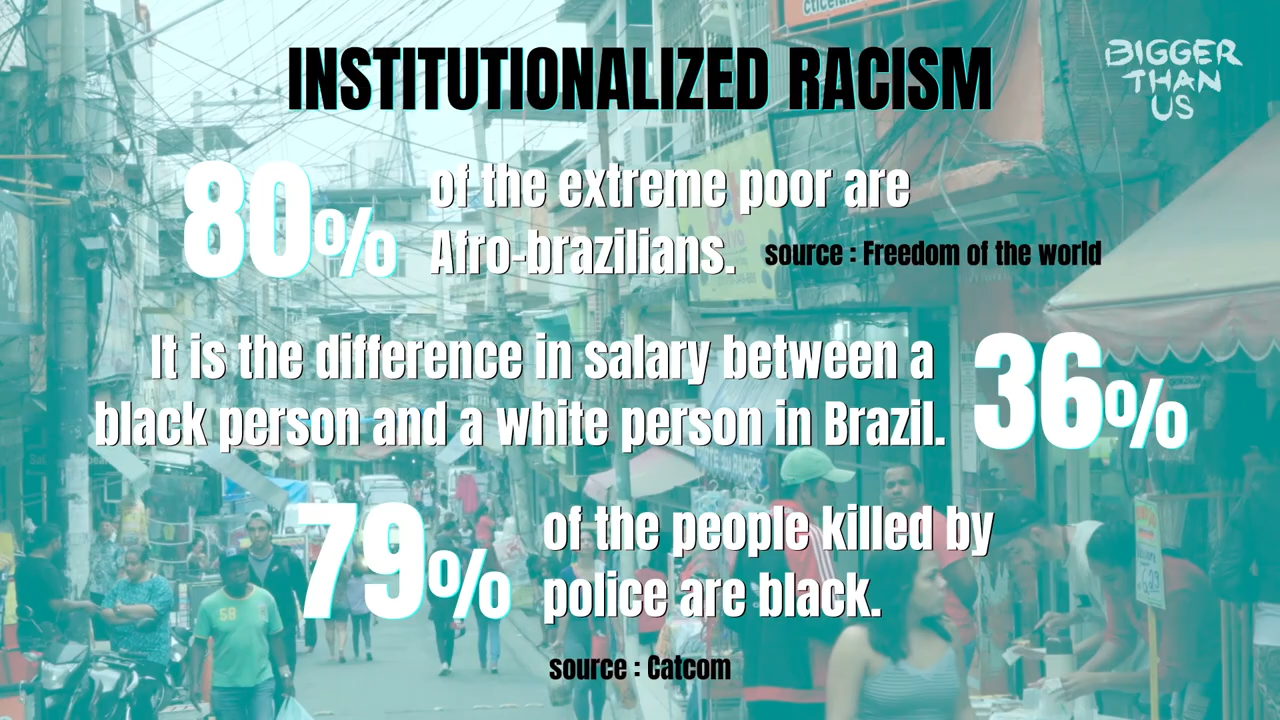 INSTITUTIONALIZED RACISM
BIGGER
THAN
US
80% of the extreme poor are
Afro-brazilians. source : Freedom of the world
It is the difference in salary between a
black person and a white person in Brazil. 36%
79% of the people killed by
police are black.
source : Catcom
58